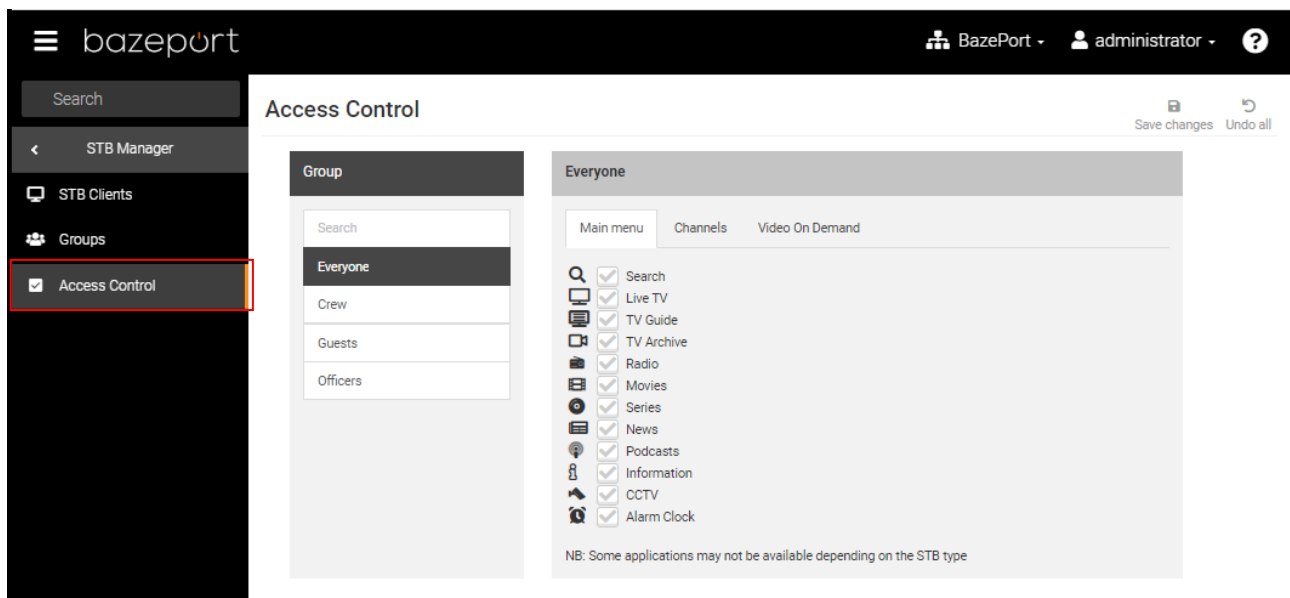 bazeport
BazePort
administrator
Search
STB Manager
STB Clients
Groups
Access Control
Access Control
Save changes Undo all
Group
Search
Everyone
Crew
Guests
Officers
Everyone
Main menu Channels Video On Demand
Search
Live TV
TV Guide
TV Archive
Radio
Movies
Series
News
Podcasts
Information
CCTV
Alarm Clock
NB: Some applications may not be available depending on the STB type